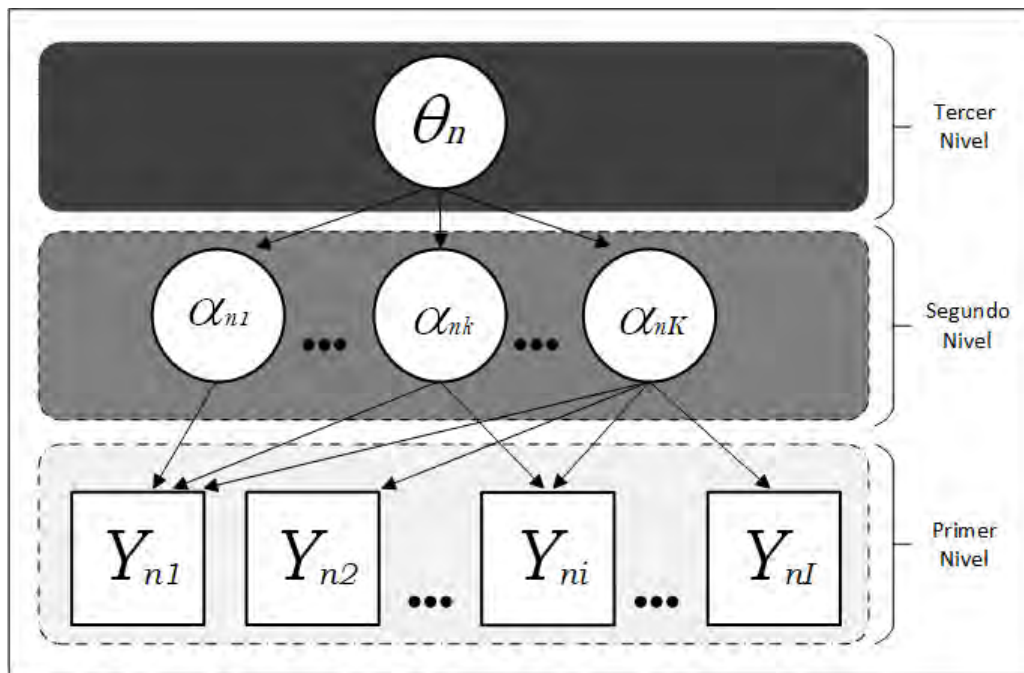 θn
Tercer
Nivel
αn1 ••• αnk ••• αnK
Segundo
Nivel
Yn1 Yn2 ••• Yni ••• YnI
Primer
Nivel